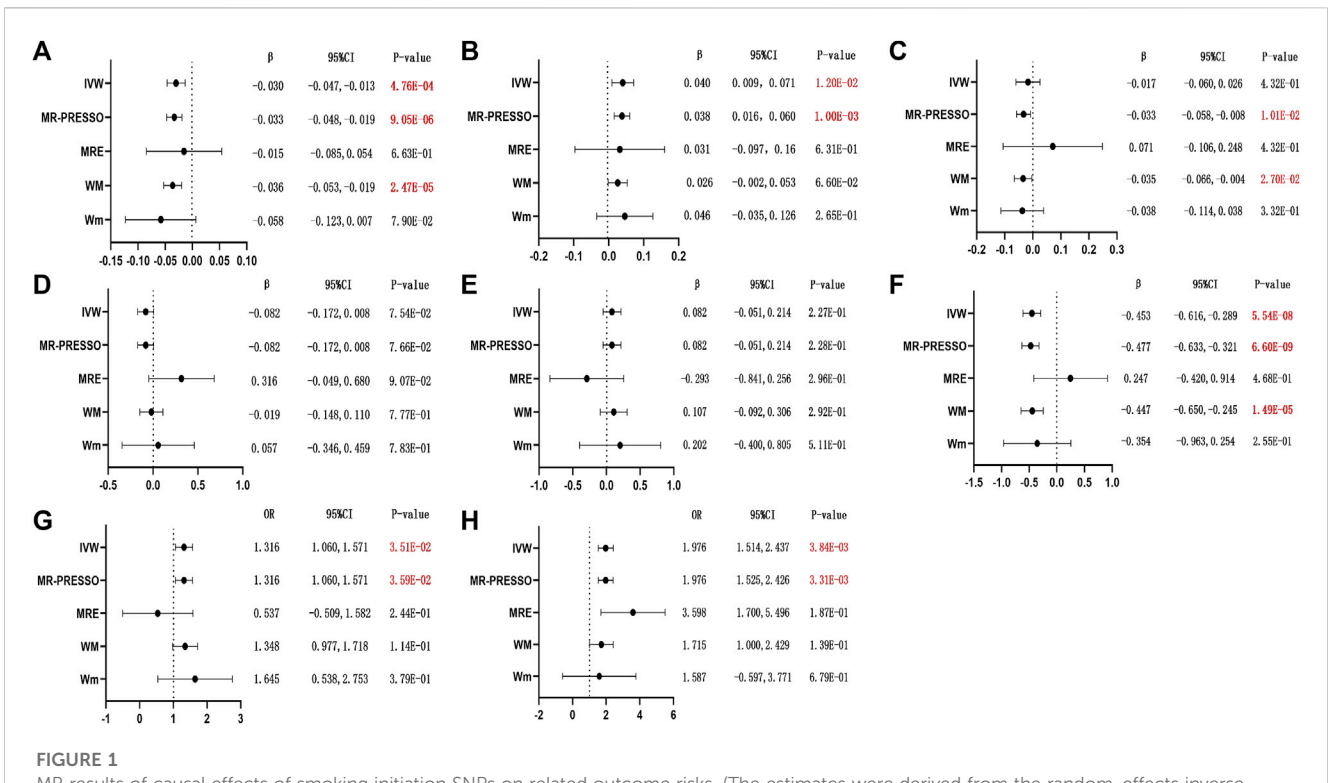 A
β 95%CI P-value
IVW -0.030 -0.047,-0.013 4.76E-04
MR-PRESSO -0.033 -0.048,-0.019 9.05E-06
MRE -0.015 -0.085,0.054 6.63E-01
WM -0.036 -0.053,-0.019 2.47E-05
Wm -0.058 -0.123,0.007 7.90E-02
-0.15 -0.10 -0.05 0.00 0.05 0.10
B
β 95%CI P-value
IVW 0.040 0.009, 0.071 1.20E-02
MR-PRESSO 0.038 0.016, 0.060 1.00E-03
MRE 0.031 -0.097, 0.16 6.31E-01
WM 0.026 -0.002, 0.053 6.60E-02
Wm 0.046 -0.035, 0.126 2.65E-01
-0.2 -0.1 0.0 0.1 0.2
C
β 95%CI P-value
IVW -0.017 -0.060, 0.026 4.32E-01
MR-PRESSO -0.033 -0.058, -0.008 1.01E-02
MRE 0.071 -0.106, 0.248 4.32E-01
WM -0.035 -0.066, -0.004 2.70E-02
Wm -0.038 -0.114, 0.038 3.32E-01
-0.2 -0.1 0.0 0.1 0.2 0.3
D
β 95%CI P-value
IVW -0.082 -0.172, 0.008 7.54E-02
MR-PRESSO -0.082 -0.172, 0.008 7.66E-02
MRE 0.316 -0.049, 0.680 9.07E-02
WM -0.019 -0.148, 0.110 7.77E-01
Wm 0.057 -0.346, 0.459 7.83E-01
-0.5 0.0 0.5 1.0
E
β 95%CI P-value
IVW 0.082 -0.051, 0.214 2.27E-01
MR-PRESSO 0.082 -0.051, 0.214 2.28E-01
MRE -0.293 -0.841, 0.256 2.96E-01
WM 0.107 -0.092, 0.306 2.92E-01
Wm 0.202 -0.400, 0.805 5.11E-01
-1.0 -0.5 0.0 0.5 1.0
F
β 95%CI P-value
IVW -0.453 -0.616, -0.289 5.54E-08
MR-PRESSO -0.477 -0.633, -0.321 6.60E-09
MRE 0.247 -0.420, 0.914 4.68E-01
WM -0.447 -0.650, -0.245 1.49E-05
Wm -0.354 -0.963, 0.254 2.55E-01
-1.5 -1.0 -0.5 0.0 0.5 1.0
G
OR 95%CI P-value
IVW 1.316 1.060, 1.571 3.51E-02
MR-PRESSO 1.316 1.060, 1.571 3.59E-02
MRE 0.537 -0.509, 1.582 2.44E-01
WM 1.348 0.977, 1.718 1.14E-01
Wm 1.645 0.538, 2.753 3.79E-01
-1 0 1 2 3
H
OR 95%CI P-value
IVW 1.976 1.514, 2.437 3.84E-03
MR-PRESSO 1.976 1.525, 2.426 3.31E-03
MRE 3.598 1.700, 5.496 1.87E-01
WM 1.715 1.000, 2.429 1.39E-01
Wm 1.587 -0.597, 3.771 6.79E-01
-2 0 2 4 6
FIGURE 1
MR results of causal effects of smoking initiation SNPs on related outcome risks. (The estimates were derived from the random-effects inverse